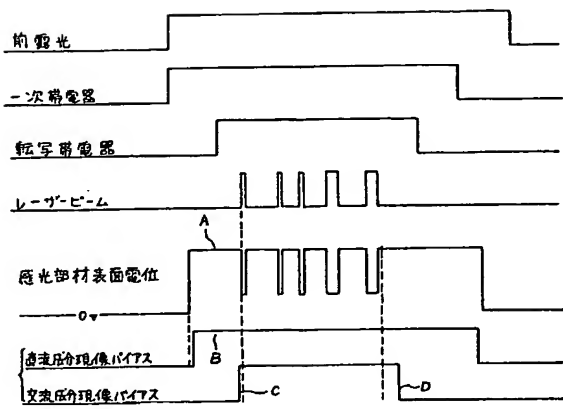 前露光
一次帯電器
転写帯電器
レーザービーム
A
感光部材表面電位
0v
直流成分現像バイアス
B
交流成分現像バイアス
C
D